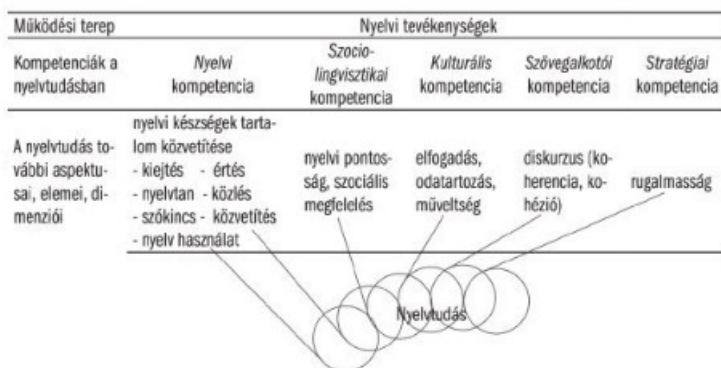 Működési terep Nyelvi tevékenységek
Kompetenciák a nyelvtudásban
Nyelvi kompetencia
Szocio-
lingvisztikai
kompetencia
Kulturális
kompetencia
Szövegalkotói
kompetencia
Stratégiai
kompetencia
A nyelvtudás to-
vábbi aspektu-
sai, elemei, di-
menziói
nyelvi készségek tarta-
lom közvetítése
- kiejtés - értés
- nyelvtan - közlés
- szókincs - közvetítés
- nyelv használat
nyelvi pontos-
ság, szociális
megfelelés
elfogadás,
odatartozás,
műveltség
diskurzus (ko-
herencia, ko-
hézió)
rugalmasság
Nyelvtudás